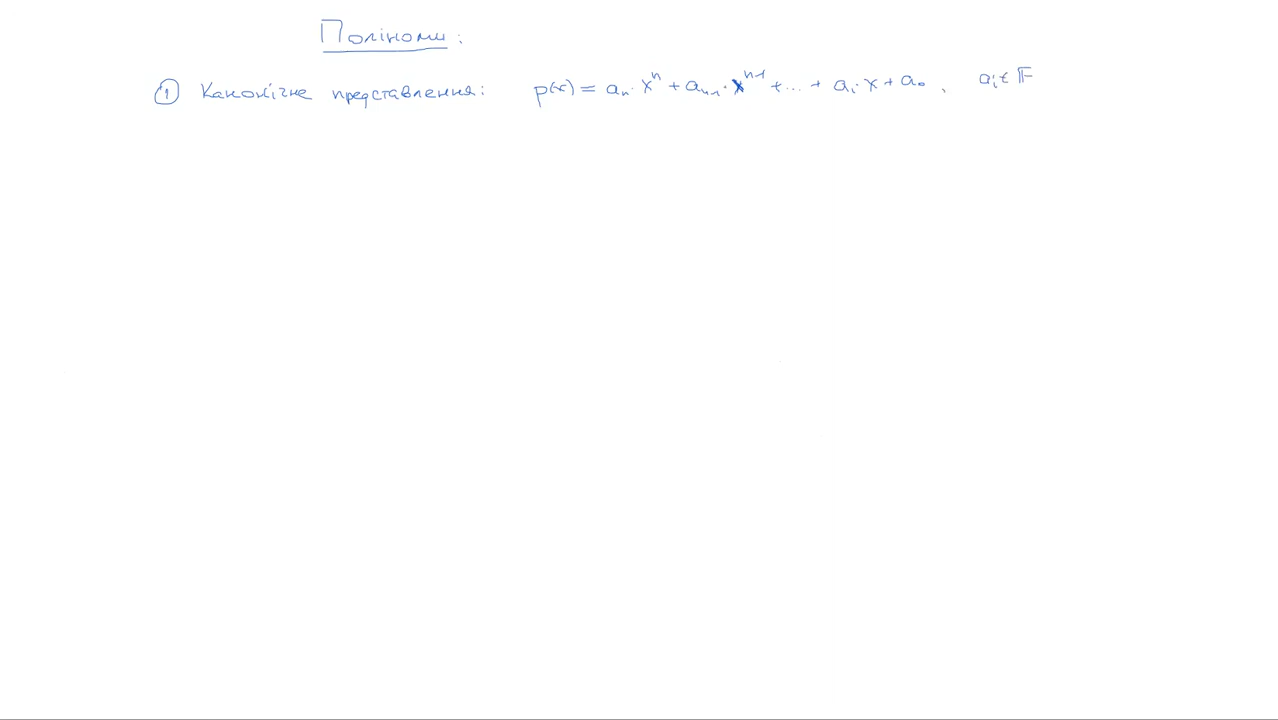 Поліноми:
① Канонічне представлення: p(x) = aₙ · xⁿ + aₙ₋₁ · xⁿ⁻¹ + ... + a₁ · x + a₀, aᵢ ∈ 𝔽